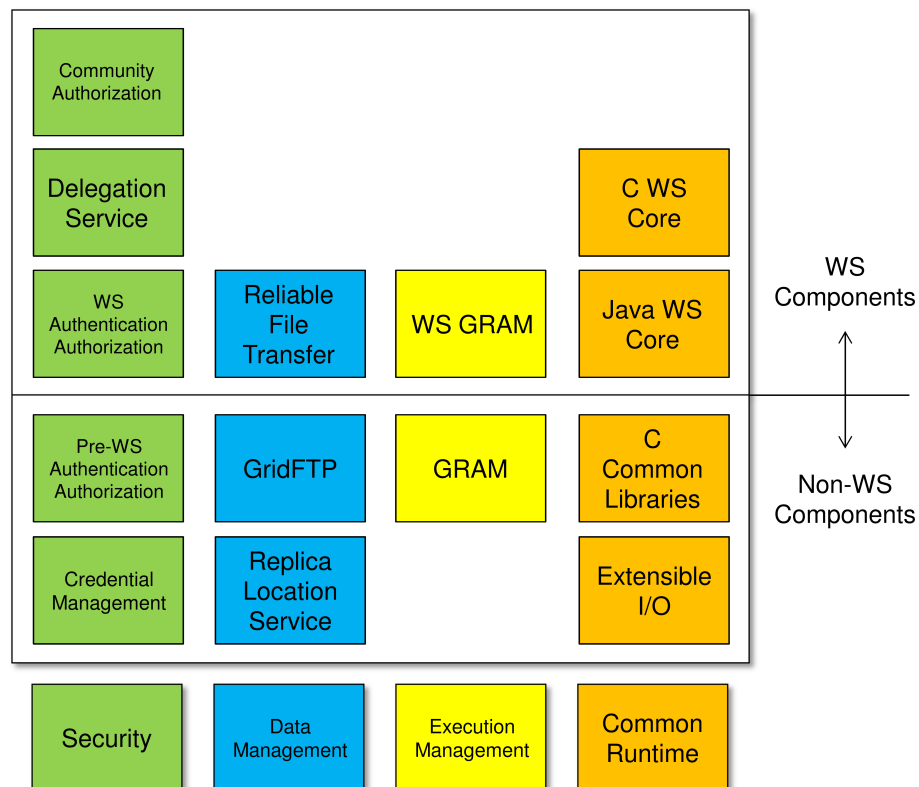 Community
Authorization
Delegation
Service
C WS
Core
WS
Authentication
Authorization
Reliable
File
Transfer
WS GRAM
Java WS
Core
WS
Components
Pre-WS
Authentication
Authorization
GridFTP
GRAM
C
Common
Libraries
Non-WS
Components
Credential
Management
Replica
Location
Service
Extensible
I/O
Security
Data
Management
Execution
Management
Common
Runtime